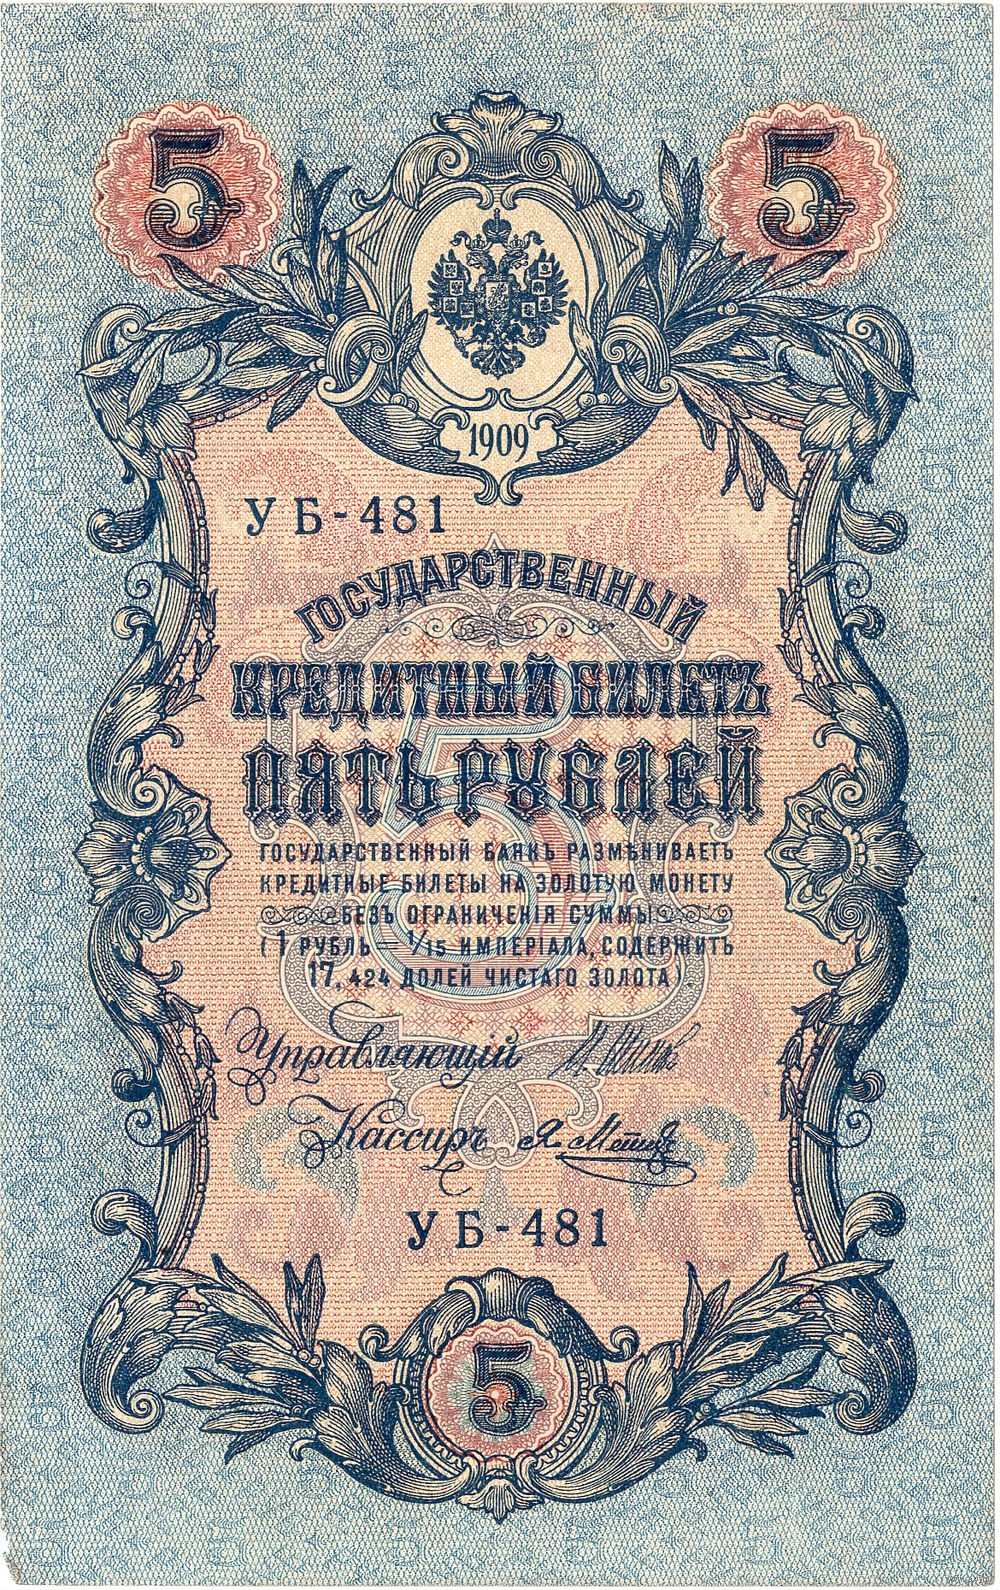 5 5
1909
УБ-481
ГОСУДАРСТВЕННЫЙ
КРЕДИТНЫЙ БИЛЕТЪ
ПЯТЬ РУБЛЕЙ
ГОСУДАРСТВЕННЫЙ БАНКЪ РАЗМѢНИВАЕТЪ
КРЕДИТНЫЕ БИЛЕТЫ НА ЗОЛОТУЮ МОНЕТУ
БЕЗЪ ОГРАНИЧЕНІЯ СУММЫ
(1 РУБЛЬ = 1/15 ИМПЕРІАЛА, СОДЕРЖИТЪ
17,424 ДОЛЕЙ ЧИСТАГО ЗОЛОТА).
Управляющій
Кассиръ
УБ-481
5